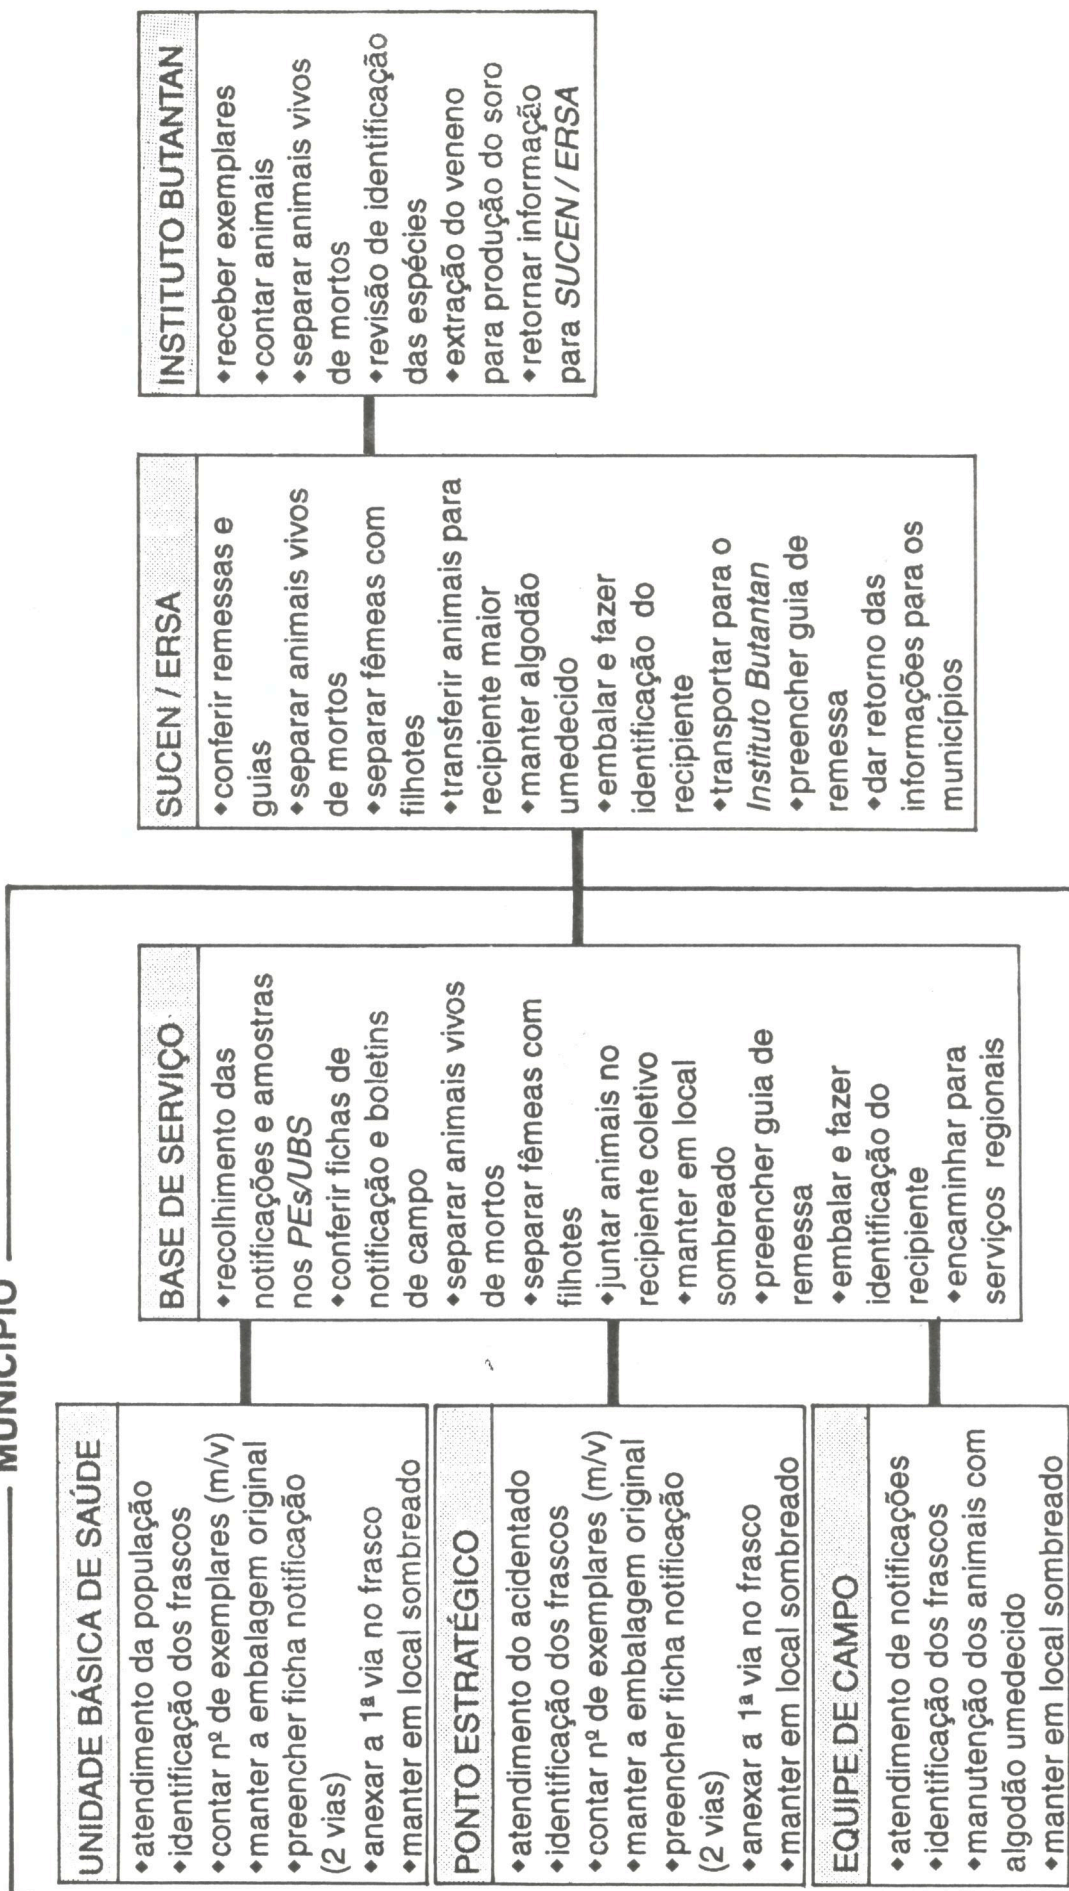 MUNICÍPIO
UNIDADE BÁSICA DE SAÚDE
◆atendimento da população
◆identificação dos frascos
◆contar nº de exemplares (m/v)
◆manter a embalagem original
◆preencher ficha notificação
(2 vias)
◆anexar a 1ª via no frasco
◆manter em local sombreado
PONTO ESTRATÉGICO
◆atendimento do acidentado
◆identificação dos frascos
◆contar nº de exemplares (m/v)
◆manter a embalagem original
◆preencher ficha notificação
(2 vias)
◆anexar a 1ª via no frasco
◆manter em local sombreado
EQUIPE DE CAMPO
◆atendimento de notificações
◆identificação dos frascos
◆manutenção dos animais com
algodão umedecido
◆manter em local sombreado
BASE DE SERVIÇO
◆recolhimento das
notificações e amostras
nos PEs/UBS
◆conferir fichas de
notificação e boletins
de campo
◆separar animais vivos
de mortos
◆separar fêmeas com
filhotes
◆juntar animais no
recipiente coletivo
◆manter em local
sombreado
◆preencher guia de
remessa
◆embalar e fazer
identificação do
recipiente
◆encaminhar para
serviços regionais
SUCEN / ERSA
◆conferir remessas e
guias
◆separar animais vivos
de mortos
◆separar fêmeas com
filhotes
◆transferir animais para
recipiente maior
◆manter algodão
umedecido
◆embalar e fazer
identificação do
recipiente
◆transportar para o
Instituto Butantan
◆preencher guia de
remessa
◆dar retorno das
informações para os
municípios
INSTITUTO BUTANTAN
◆receber exemplares
◆contar animais
◆separar animais vivos
de mortos
◆revisão de identificação
das espécies
◆extração do veneno
para produção do soro
◆retornar informação
para SUCEN / ERSA